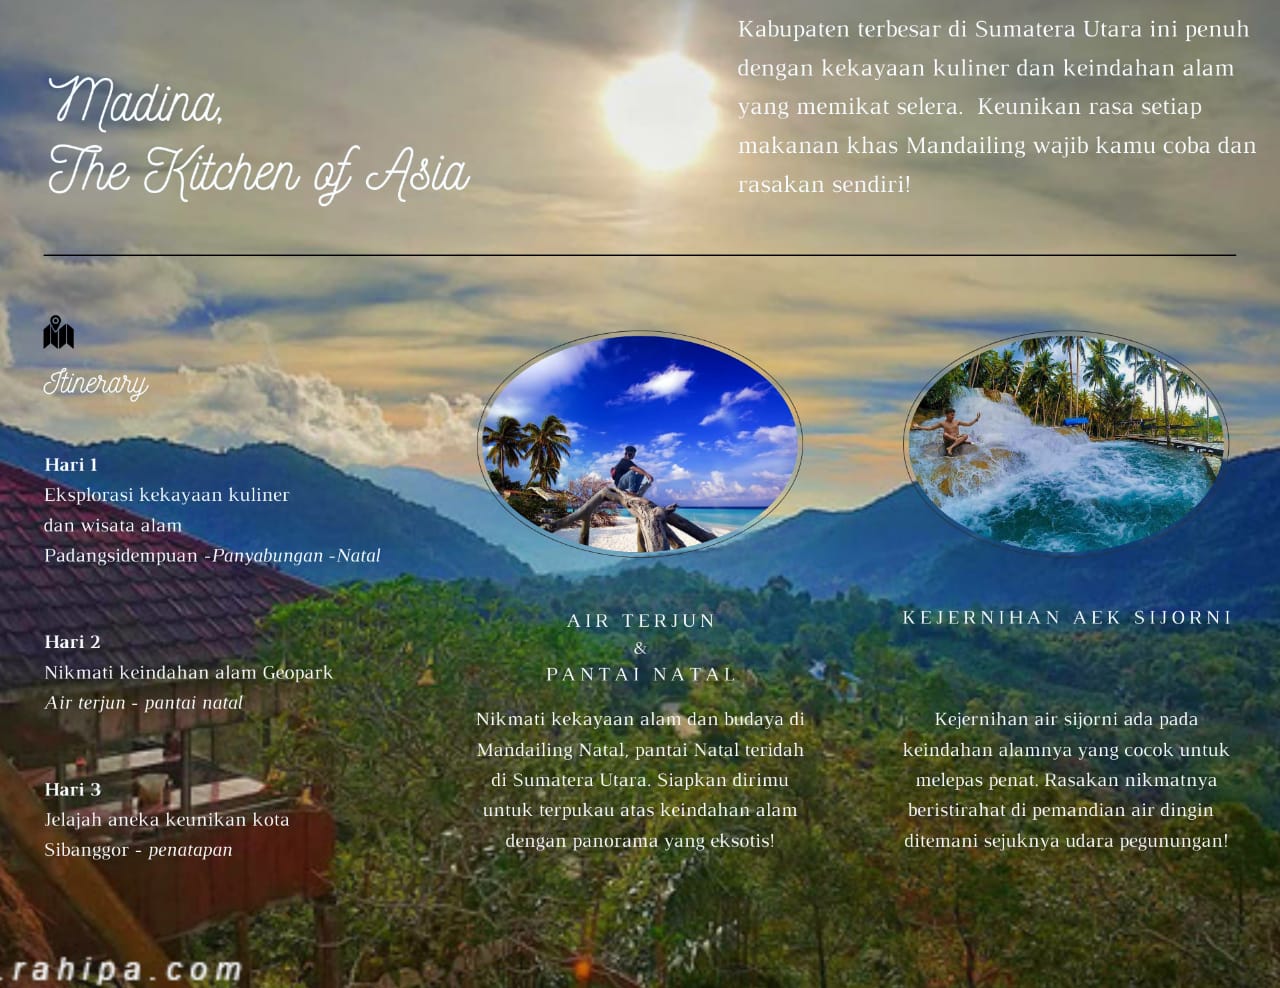 Madina,
The Kitchen of Asia
Kabupaten terbesar di Sumatera Utara ini penuh
dengan kekayaan kuliner dan keindahan alam
yang memikat selera. Keunikan rasa setiap
makanan khas Mandailing wajib kamu coba dan
rasakan sendiri!
Itinerary
Hari 1
Eksplorasi kekayaan kuliner
dan wisata alam
Padangsidempuan -Panyabungan -Natal
Hari 2
Nikmati keindahan alam Geopark
Air terjun - pantai natal
Hari 3
Jelajah aneka keunikan kota
Sibanggor - penatapan
AIR TERJUN
&
PANTAI NATAL
Nikmati kekayaan alam dan budaya di
Mandailing Natal, pantai Natal teridah
di Sumatera Utara. Siapkan dirimu
untuk terpukau atas keindahan alam
dengan panorama yang eksotis!
KEJERNIHAN AEK SIJORNI
Kejernihan air sijorni ada pada
keindahan alamnya yang cocok untuk
melepas penat. Rasakan nikmatnya
beristirahat di pemandian air dingin
ditemani sejuknya udara pegunungan!
.rahipa.com